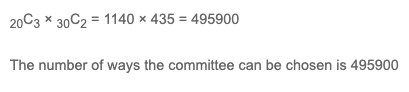 ₂₀C₃ × ₃₀C₂ = 1140 × 435 = 495900
The number of ways the committee can be chosen is 495900